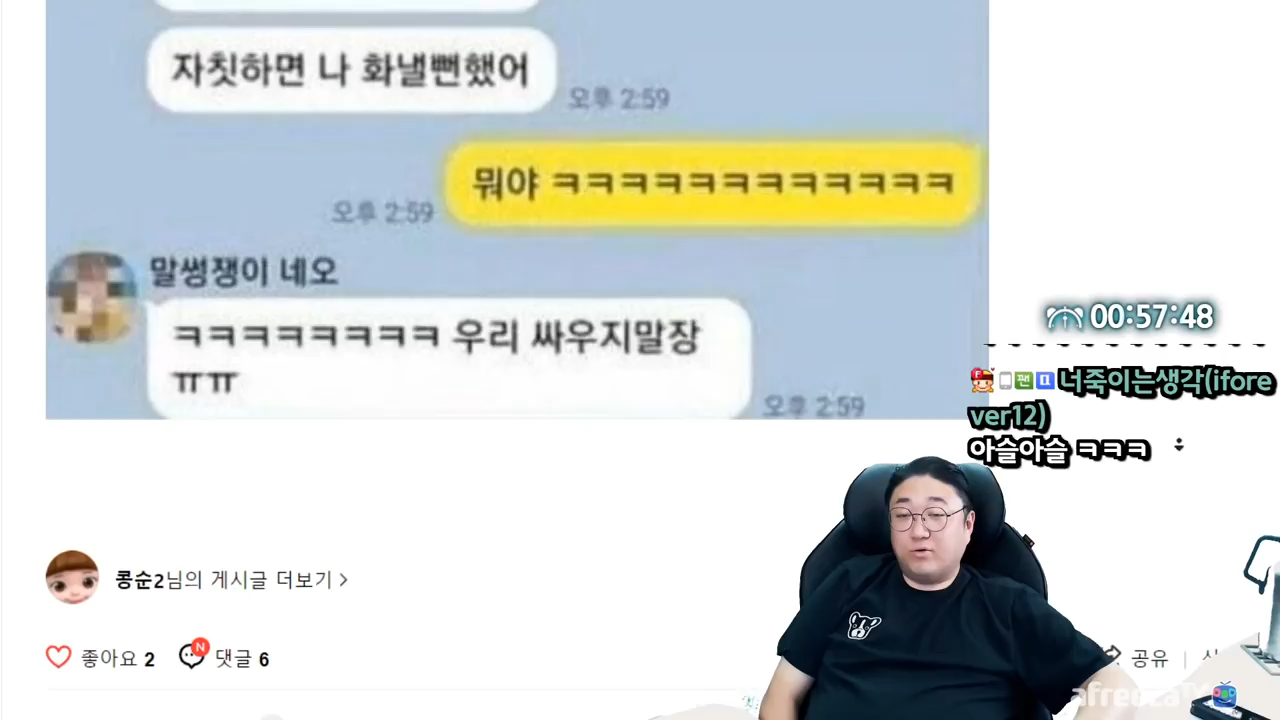 자칫하면 나 화낼뻔했어
오후 2:59
뭐야 ㅋㅋㅋㅋㅋㅋㅋㅋㅋㅋㅋㅋ
오후 2:59
말썽쟁이 네오
ㅋㅋㅋㅋㅋㅋㅋㅋ 우리 싸우지말장
ㅠㅠ
오후 2:59
00:57:48
F 팬 너죽이는생각(ifore
ver12)
아슬아슬 ㅋㅋㅋ
콩순2님의 게시글 더보기 >
좋아요 2 N 댓글 6
공유
afreecaTV